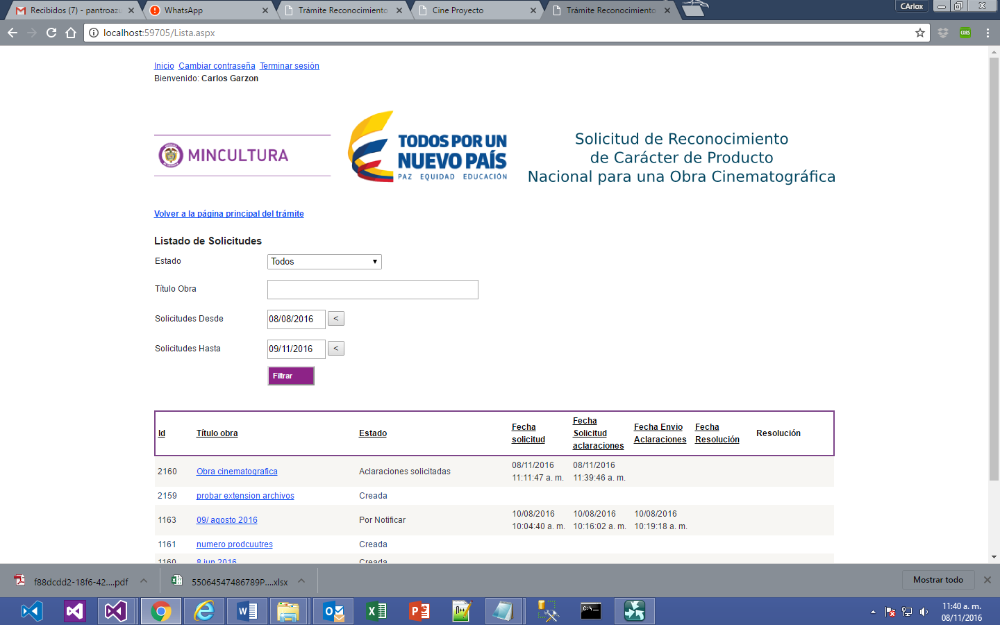 Recibidos (7) - pantroazu
WhatsApp
Trámite Reconocimiento
Cine Proyecto
Trámite Reconocimiento
CArlox
localhost:59705/Lista.aspx
CORS
Inicio Cambiar contraseña Terminar sesión
Bienvenido: Carlos Garzon
MINCULTURA
TODOS POR UN
NUEVO PAÍS
PAZ EQUIDAD EDUCACIÓN
Solicitud de Reconocimiento
de Carácter de Producto
Nacional para una Obra Cinematográfica
Volver a la página principal del trámite
Listado de Solicitudes
Estado Todos
Título Obra
Solicitudes Desde 08/08/2016 <
Solicitudes Hasta 09/11/2016 <
Filtrar
Id Título obra Estado Fecha solicitud Fecha Solicitud aclaraciones Fecha Envio Aclaraciones Fecha Resolución Resolución
2160 Obra cinematografica Aclaraciones solicitadas 08/11/2016 11:11:47 a. m. 08/11/2016 11:39:46 a. m.
2159 probar extension archivos Creada
1163 09/ agosto 2016 Por Notificar 10/08/2016 10:04:40 a. m. 10/08/2016 10:16:02 a. m. 10/08/2016 10:19:18 a. m.
1161 numero prodcuutres Creada
1160 8 jun 2016 Creada
f88dcdd2-18f6-42....pdf
55064547486789P....xlsx
Mostrar todo
11:40 a. m.
08/11/2016